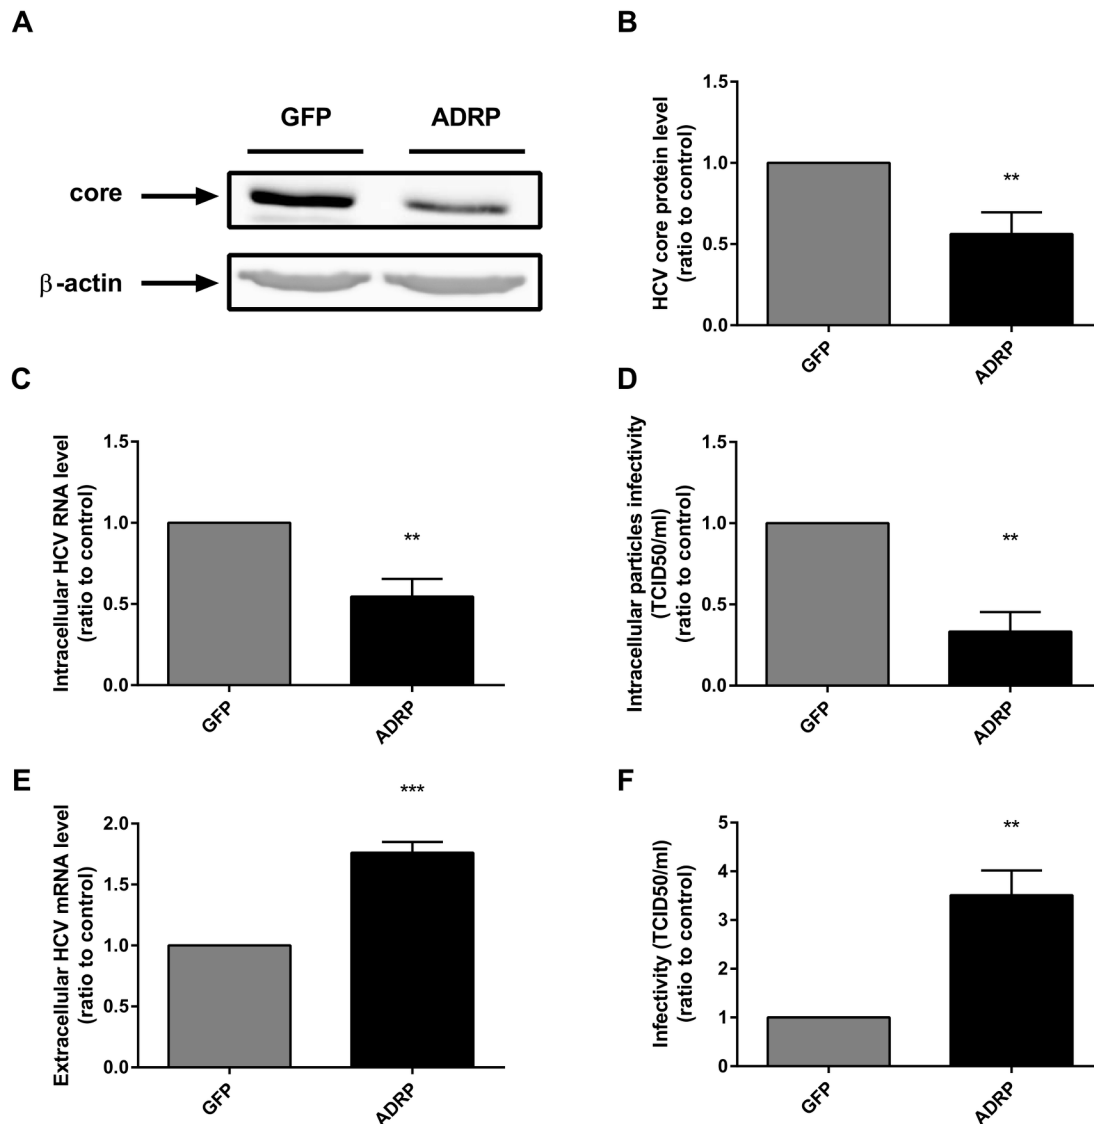 A
GFP ADRP
core
β-actin
B
HCV core protein level
(ratio to control)
1.5
1.0
0.5
0.0
**
GFP ADRP
C
Intracellular HCV RNA level
(ratio to control)
1.5
1.0
0.5
0.0
**
GFP ADRP
D
Intracellular particles infectivity
(TCID50/ml)
(ratio to control)
1.5
1.0
0.5
0.0
**
GFP ADRP
E
Extracellular HCV mRNA level
(ratio to control)
2.0
1.5
1.0
0.5
0.0
***
GFP ADRP
F
Infectivity (TCID50/ml)
(ratio to control)
5
4
3
2
1
0
**
GFP ADRP